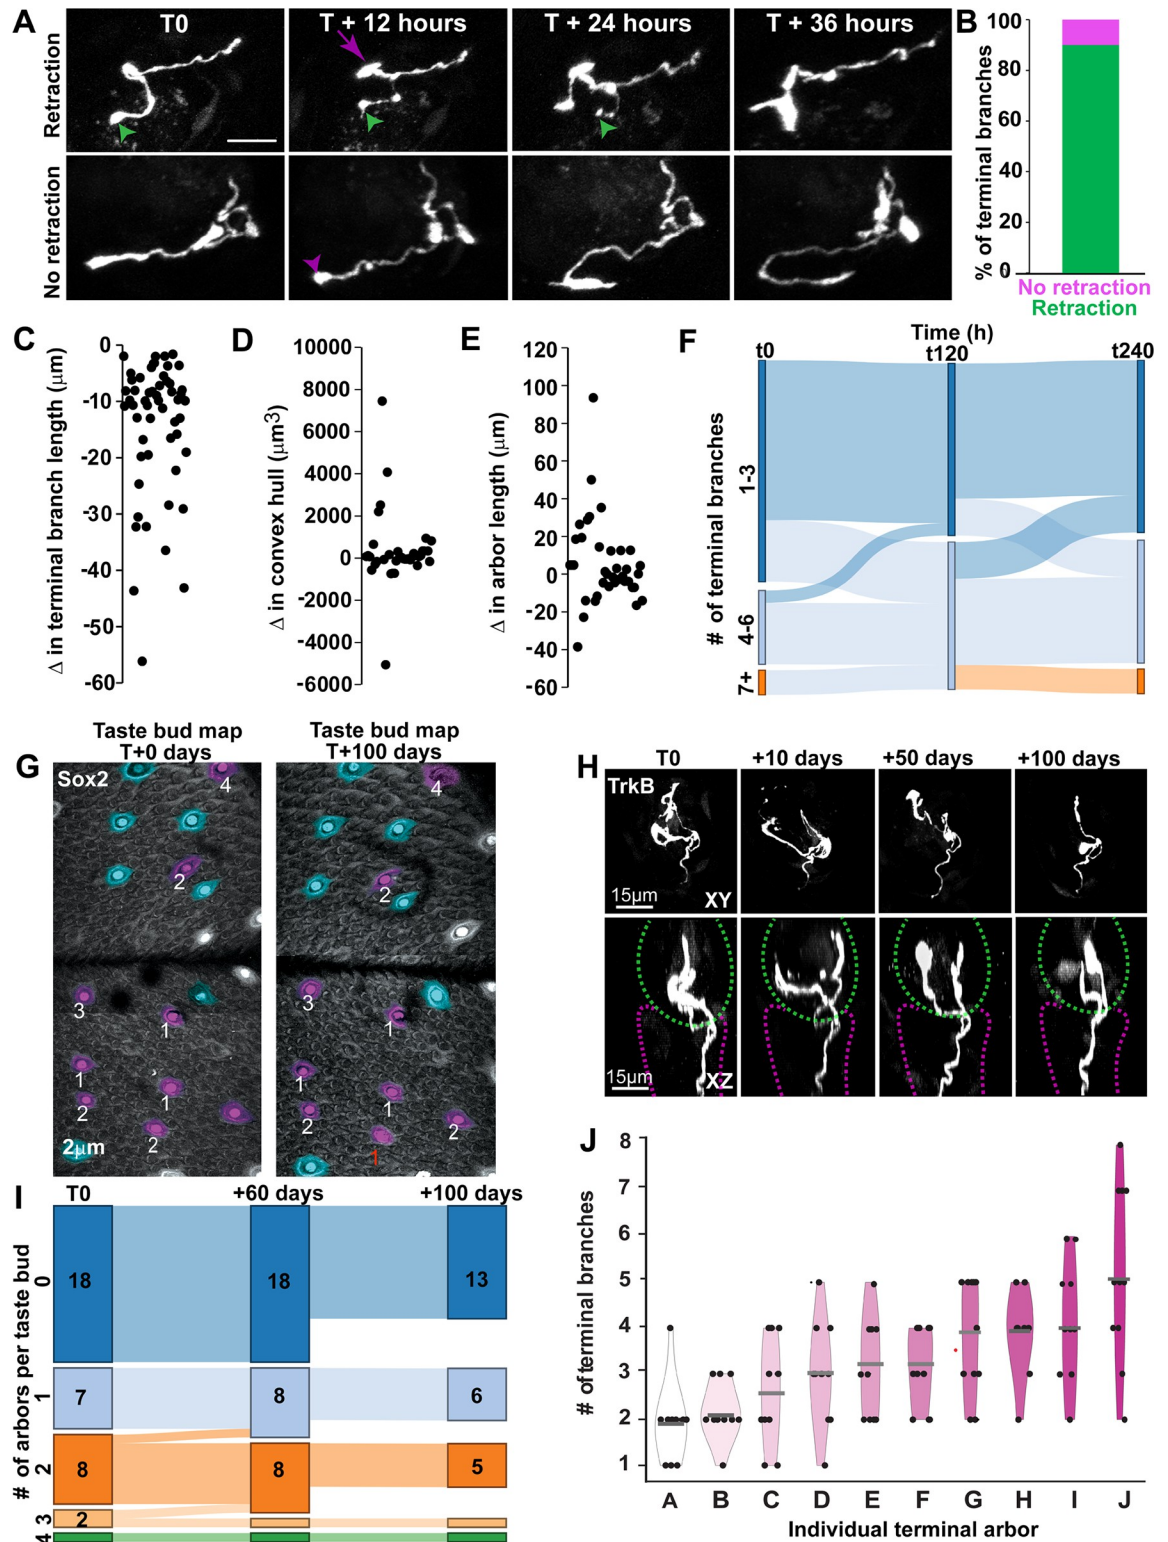 A
T0
T + 12 hours
T + 24 hours
T + 36 hours
Retraction
No retraction
B
% of terminal branches
100
80
60
40
20
0
No retraction
Retraction
C
Δ in terminal branch length (μm)
0
-10
-20
-30
-40
-50
-60
D
Δ in convex hull (μm3)
10000
8000
6000
4000
2000
0
-2000
-4000
-6000
E
Δ in arbor length (μm)
120
100
80
60
40
20
0
-20
-40
-60
F
Time (h)
t0
t120
t240
# of terminal branches
1-3
4-6
7+
G
Taste bud map
T+0 days
Taste bud map
T+100 days
Sox2
4
2
3
1
1
1
2
2
2μm
4
2
3
1
1
1
2
2
1
H
T0
+10 days
+50 days
+100 days
TrkB
15μm
XY
15μm
XZ
I
T0
+60 days
+100 days
# of arbors per taste bud
0
1
2
3
4
18
18
13
7
8
6
8
8
5
2
J
# of terminal branches
8
7
6
5
4
3
2
1
A B C D E F G H I J
Individual terminal arbor